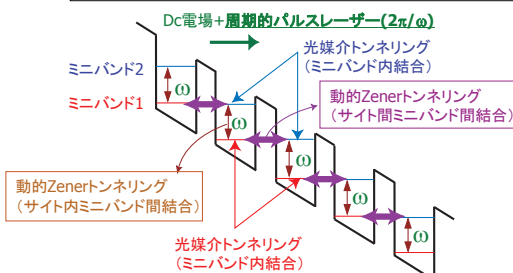 Dc電場+周期的パルスレーザー(2π/ω)
光媒介トンネリング
(ミニバンド内結合)
ミニバンド2
ミニバンド1
動的Zenerトンネリング
(サイト間ミニバンド間結合)
ω
ω
ω
ω
ω
動的Zenerトンネリング
(サイト内ミニバンド間結合)
光媒介トンネリング
(ミニバンド内結合)